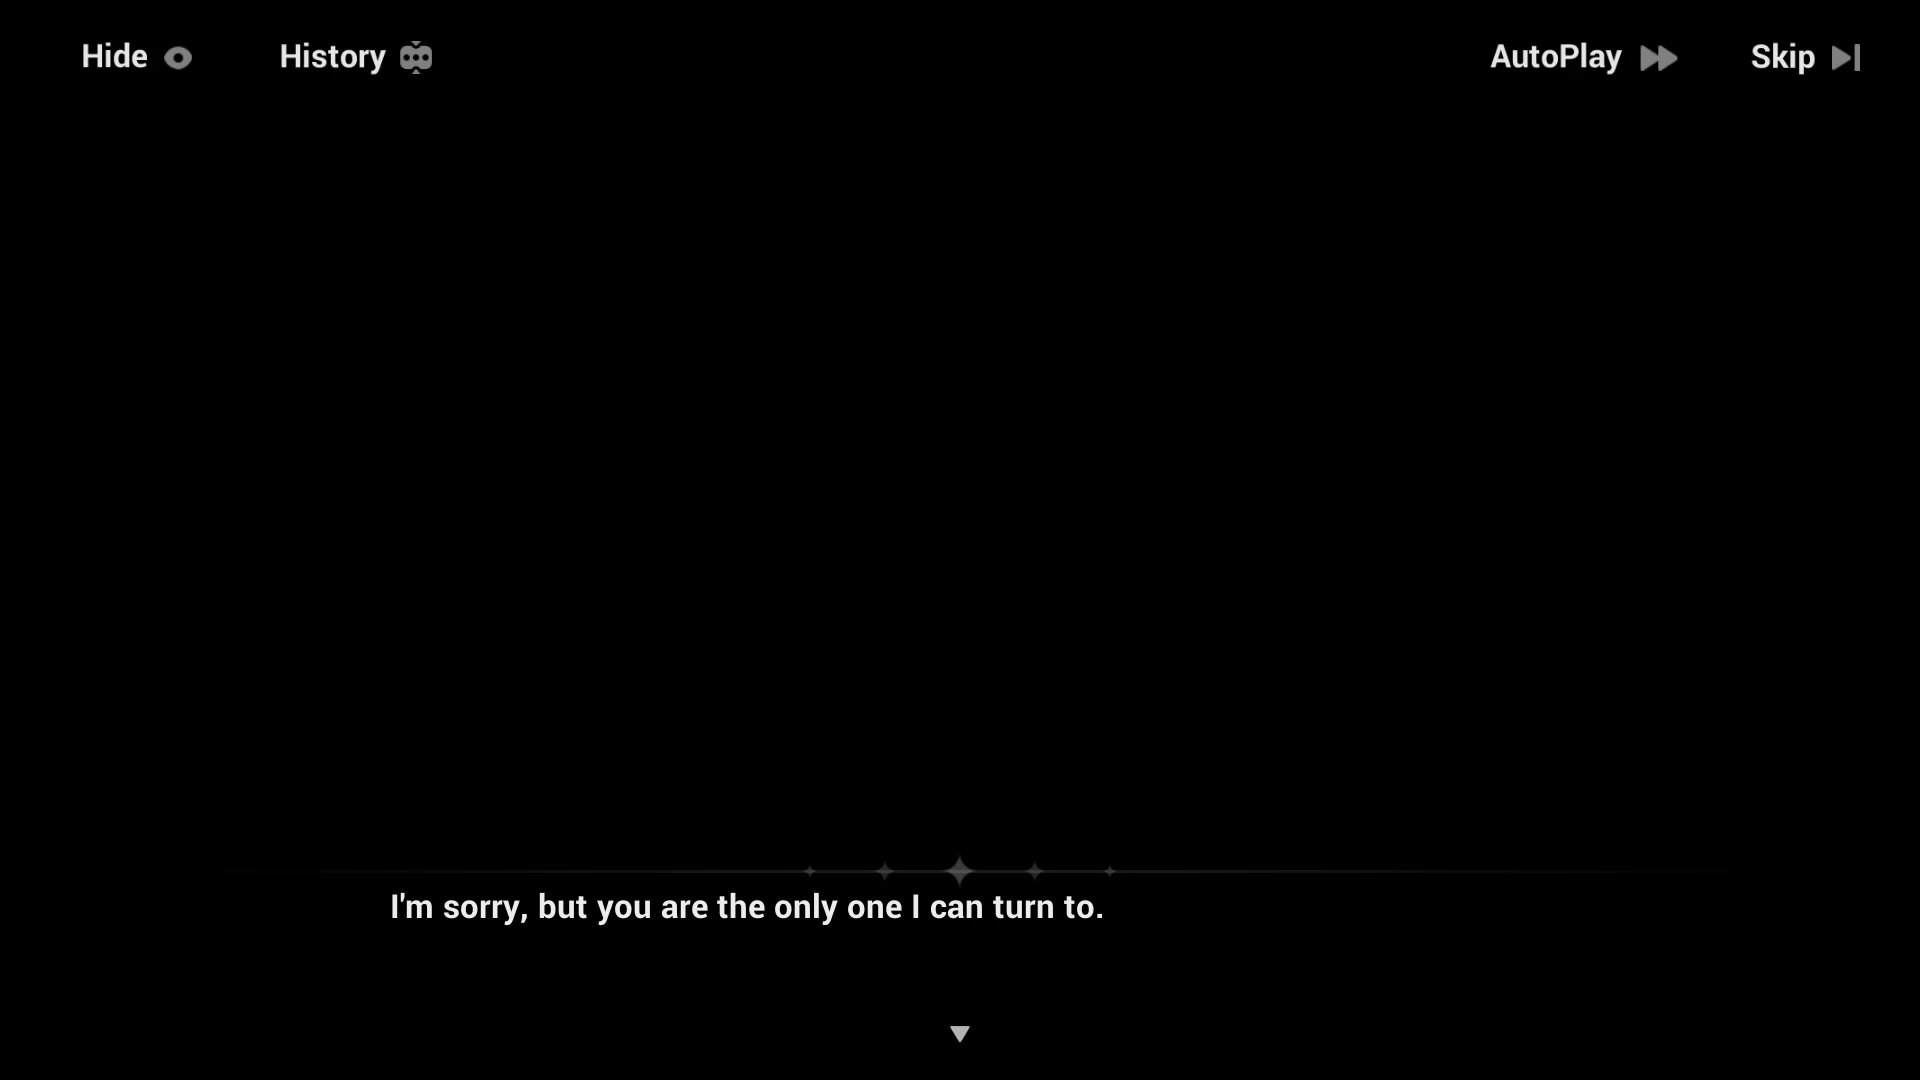 Hide
History
AutoPlay
Skip
I'm sorry, but you are the only one I can turn to.